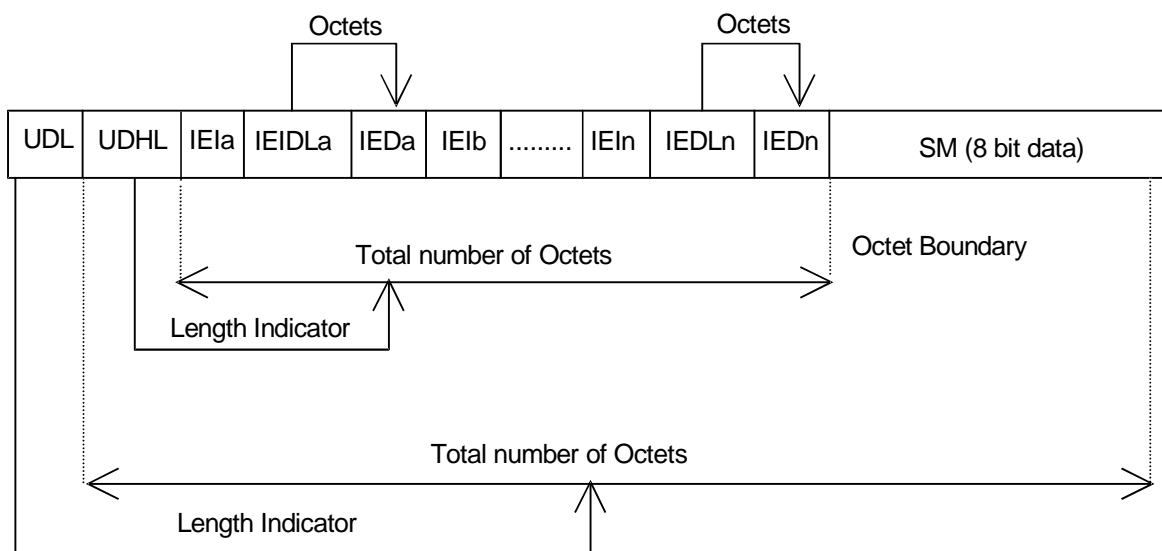 Octets
Octets
UDL UDHL IEIa IEIDLa IEDa IEIb ......... IEIn IEDLn IEDn SM (8 bit data)
Total number of Octets
Octet Boundary
Length Indicator
Total number of Octets
Length Indicator